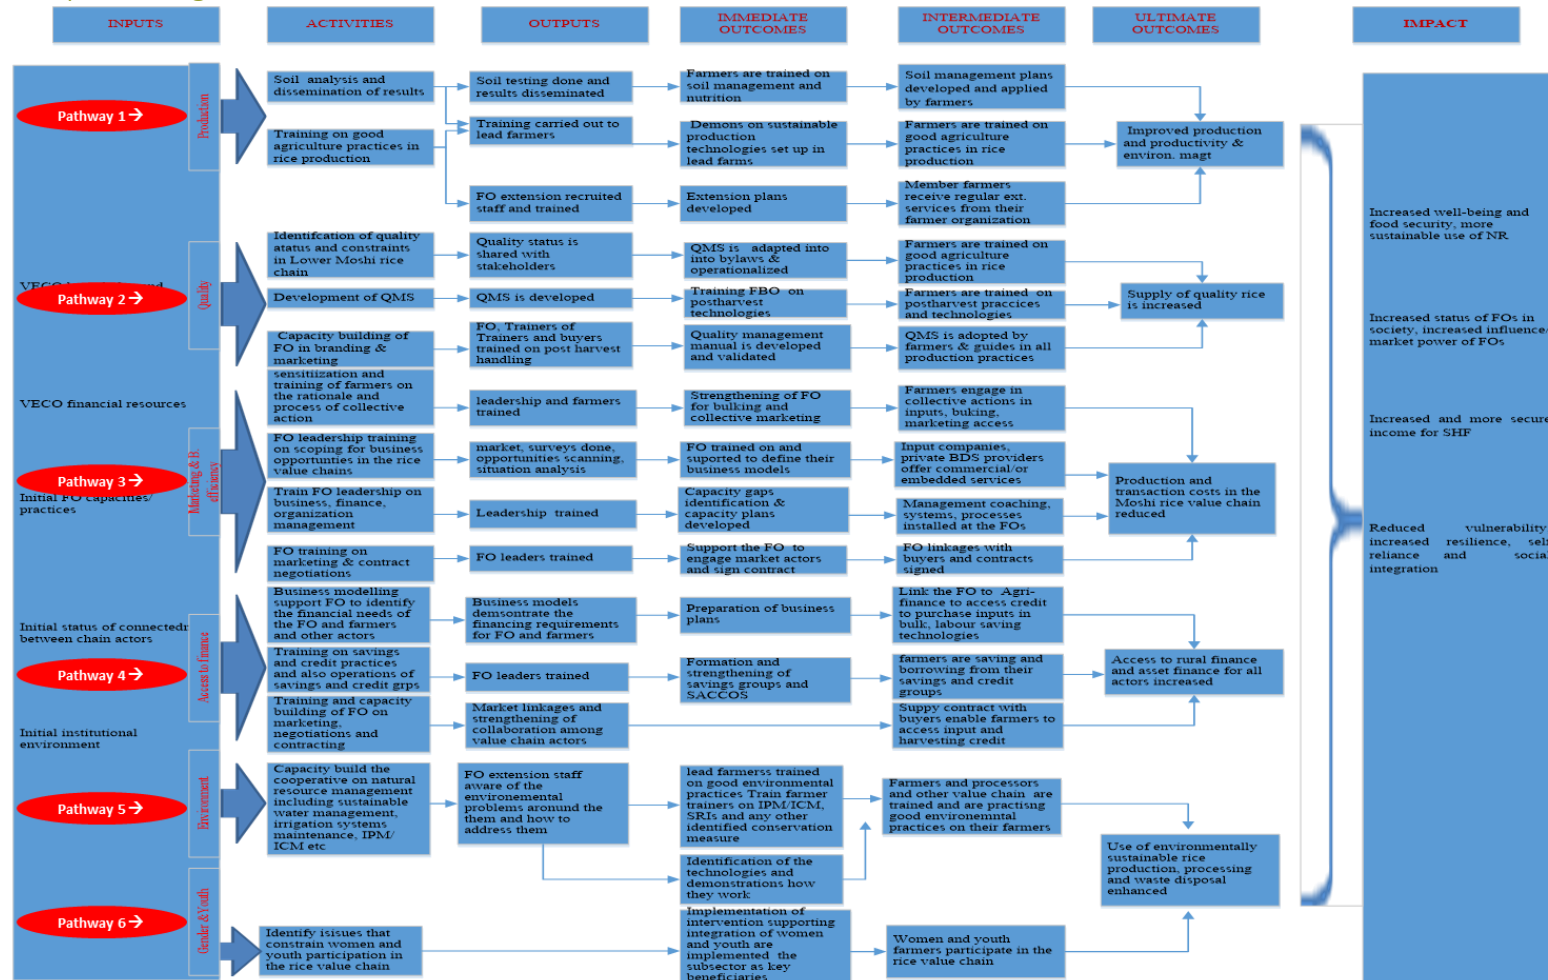 INPUTS
ACTIVITIES
OUTPUTS
IMMEDIATE
OUTCOMES
INTERMEDIATE
OUTCOMES
ULTIMATE
OUTCOMES
IMPACT
Pathway 1→
Production
Soil analysis and
dissemination of results
Soil testing done and
results disseminated
Farmers are trained on
soil management and
nutrition
Soil management plans
developed and applied
by farmers
Training on good
agriculture practices in
rice production
Training carried out to
lead farmers
Demons on sustainable
production
technologies set up in
lead farms
Farmers are trained on
good agriculture
practices in rice
production
Improved production
and productivity &
environ. magt
FO extension recruited
staff and trained
Extension plans
developed
Member farmers
receive regular ext.
services from their
farmer organization
Pathway 2→
Quality
Identifcation of quality
atatus and constraints
in Lower Moshi rice
chain
Quality status is
shared with
stakeholders
QMS is adapted into
into bylaws &
operationalized
Farmers are trained on
good agriculture
practices in rice
production
Development of QMS
QMS is developed
Training FBO on
postharvest
technologies
Farmers are trained on
postharvest praccices
and technologies
Supply of quality rice
is increased
Capacity building of
FO in branding &
marketing
FO, Trainers of
Trainers and buyers
trained on post harvest
handling
Quality management
manual is developed
and validated
QMS is adopted by
farmers & guides in all
production practices
VECO financial resources
Pathway 3→
Marketing & B.
efficiency
Initial FO capacities/
practices
sensitiization and
training of farmers on
the rationale and
process of collective
action
leadership and farmers
trained
Strengthening of FO
for bulking and
collective marketing
Farmers engage in
collective actions in
inputs, buking,
marketing access
FO leadership training
on scoping for business
opportunities in the rice
value chains
market, surveys done,
opportunities scanning,
situation analysis
FO trained on and
suported to define their
business models
Input companies,
private BDS providers
offer commercial/or
embedded services
Production and
transaction costs in the
Moshi rice value chain
reduced
Train FO leadership on
business, finance,
organization
management
Leadership trained
Capacity gaps
identification &
capacity plans
developed
Management coaching,
systems, processes
installed at the FOs
FO training on
marketing & contract
negotiations
FO leaders trained
Support the FO to
engage market actors
and sign contract
FO linkages with
buyers and contracts
signed
Initial status of connectedr
between chain actors
Pathway 4→
Access to finance
Initial institutional
environment
Business modelling
support FO to identify
the financial needs of
the FO and farmers
and other actors
Business models
demsontrate the
financing requirements
for FO and farmers
Preparation of business
plans
Link the FO to Agri-
finance to access credit
to purchase inputs in
bulk, labour saving
technologies
Training on savings
and credit practices
and also operations of
savings and credit grps
FO leaders trained
Formation and
strengthening of
savings groups and
SACCOS
farmers are saving and
borrowing from their
savings and credit
groups
Access to rural finance
and asset finance for all
actors increased
Training and capacity
building of FO on
marketing,
negotiations and
contracting
Market linkages and
strengthening of
collaboration among
value chain actors
Suppy contract with
buyers enable farmers to
access input and
harvesting credit
Pathway 5→
Environment
Capacity build the
cooperative on natural
resource management
including sustainable
water management,
irrigation systems
maintenance, IPM/
ICM etc
FO extension staff
aware of the
environemental
problems aronund the
them and how to
address them
lead farmerss trained
on good environmental
practices Train farmer
trainers on IPM/ICM,
SRIs and any other
identified conservation
measure
Farmers and processors
and other value chain are
trained and are practisng
good environemntal
practices on their farmers
Identification of the
technologies and
demonstrations how
they work
Use of environmentally
sustainable rice
production, processing
and waste disposal
enhanced
Pathway 6→
Gender &Youth
Identify isisues that
constrain women and
youth participation in
the rice value chain
Implementation of
intervention supporting
integration of women
and youth are
implemented the
subsector as key
beneficiaries
Women and youth
farmers participate in the
rice value chain
Increased well-being and
food security, more
sustainable use of NR
Increased status of FOs in
society, increased influence/
market power of FOs
Increased and more secure
income for SHF
Reduced vulnerability
increased resilience, self
reliance and social
integration